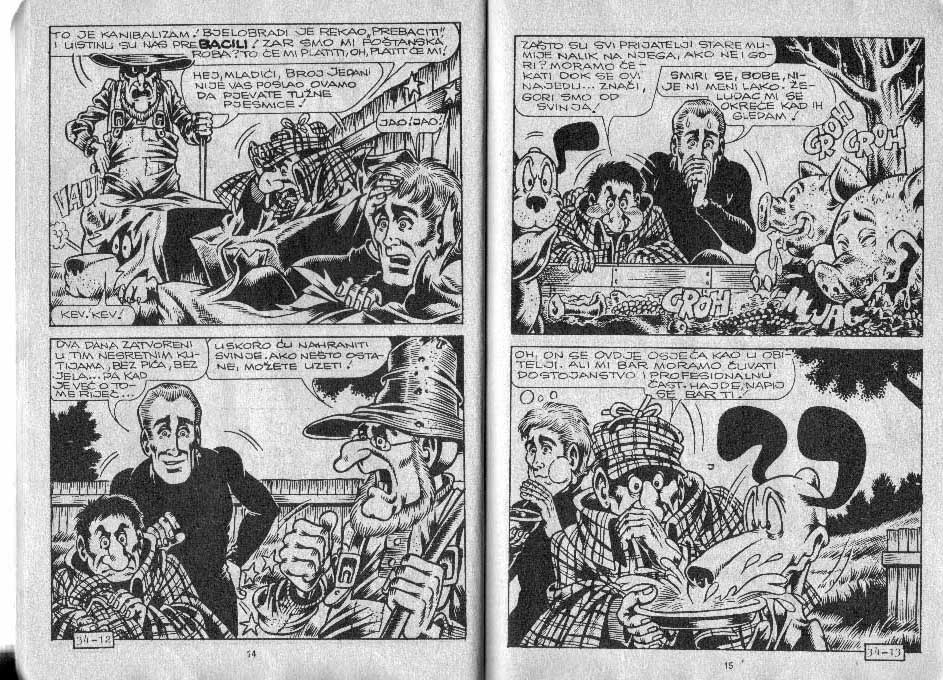 TO JE KANIBALIZAM! BJELOBRADI JE REKAO„PREBACITI"
I UISTINU SU NAS PREBACILI! ZAR SMO MI POŠTANSKA
ROBA? TO ĆE MI PLATITI, OH, PLATIT ĆE MI!
HEJ, MLADIĆI, BROJ JEDAN
NIJE VAS POSLAO OVAMO
DA PJEVATE TUŽNE
PJESMICE!
JAO! JAO!
KEV! KEV!
DVA DANA ZATVORENI
U TIM NESRETNIM KU-
TIJAMA, BEZ PIĆA, BEZ
JELA... PA KAD
JE VEĆ O TO-
ME RIJEČ...
USKORO ĆU NAHRANITI
SVINJE. AKO NEŠTO OSTA-
NE, MOŽETE UZETI!
34-12
14
ZAŠTO SU SVI PRIJATELJI STARE MU-
MIJE NALIK NA NJEGA, AKO NE I GO-
RI? MORAMO ČE-
KATI DOK SE OVI
NAJEDU... ZNAČI,
GORI SMO OD
SVINJA!
SMIRI SE, BOBE, NI-
JE NI MENI LAKO. ŽE-
LUDAC MI SE
OKREĆE KAD IH
GLEDAM!
GROH
GROH
GROH
MLJAC
OH, ON SE OVDJE OSJEĆA KAO U OBI-
TELJI. ALI MI BAR MORAMO ČUVATI
DOSTOJANSTVO I PROFESIONALNU
ČAST. HAJDE, NAPIJ
SE BAR TI!
34-13
15